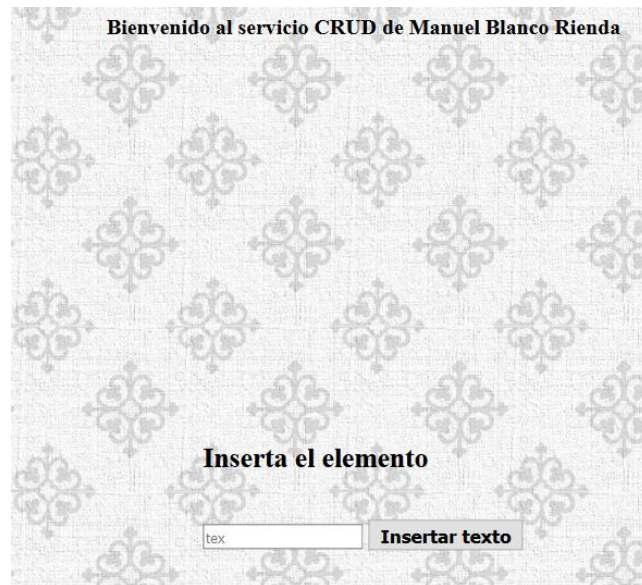 Bienvenido al servicio CRUD de Manuel Blanco Rienda
Inserta el elemento
tex
Insertar texto